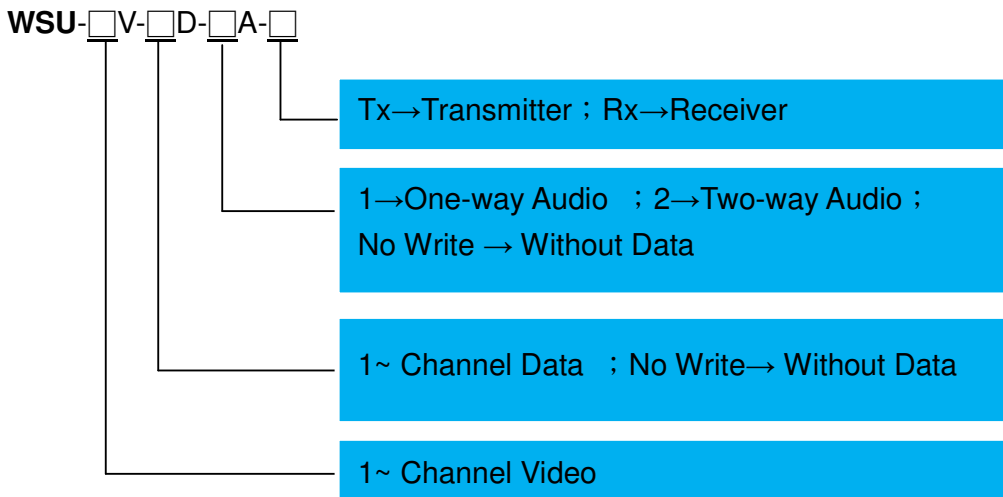 WSU-□V-□D-□A-□
Tx→Transmitter；Rx→Receiver
1→One-way Audio ；2→Two-way Audio；
No Write → Without Data
1~ Channel Data ；No Write→ Without Data
1~ Channel Video